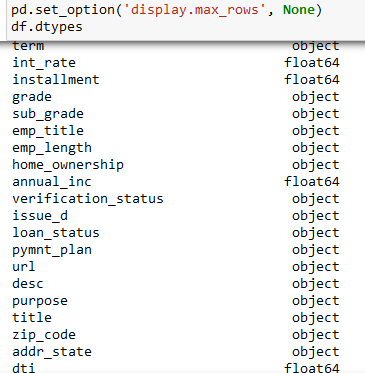 pd.set_option('display.max_rows', None)
df.dtypes
term object
int_rate float64
installment float64
grade object
sub_grade object
emp_title object
emp_length object
home_ownership object
annual_inc float64
verification_status object
issue_d object
loan_status object
pymnt_plan object
url object
desc object
purpose object
title object
zip_code object
addr_state object
dti float64